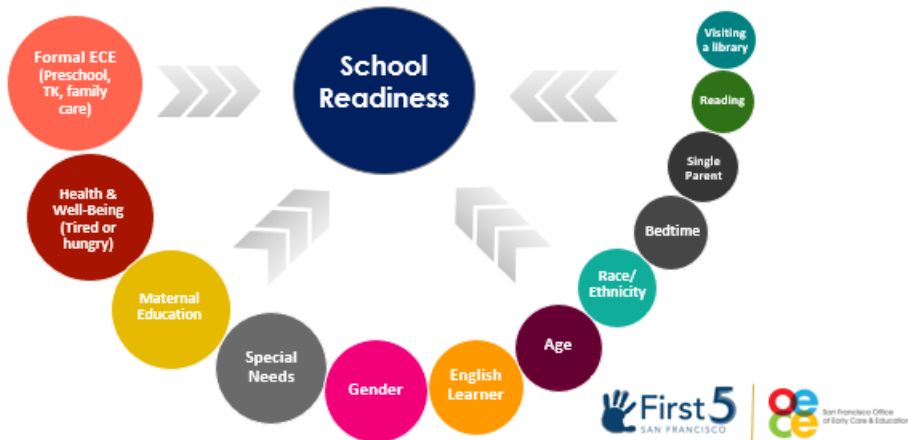 School
Readiness
Formal ECE
(Preschool,
TK, family
care)
Health &
Well-Being
(Tired or
hungry)
Maternal
Education
Special
Needs
Gender
English
Learner
Age
Race/
Ethnicity
Bedtime
Single
Parent
Reading
Visiting
a library
First 5
SAN FRANCISCO
oece
San Francisco Office
of Early Care & Education